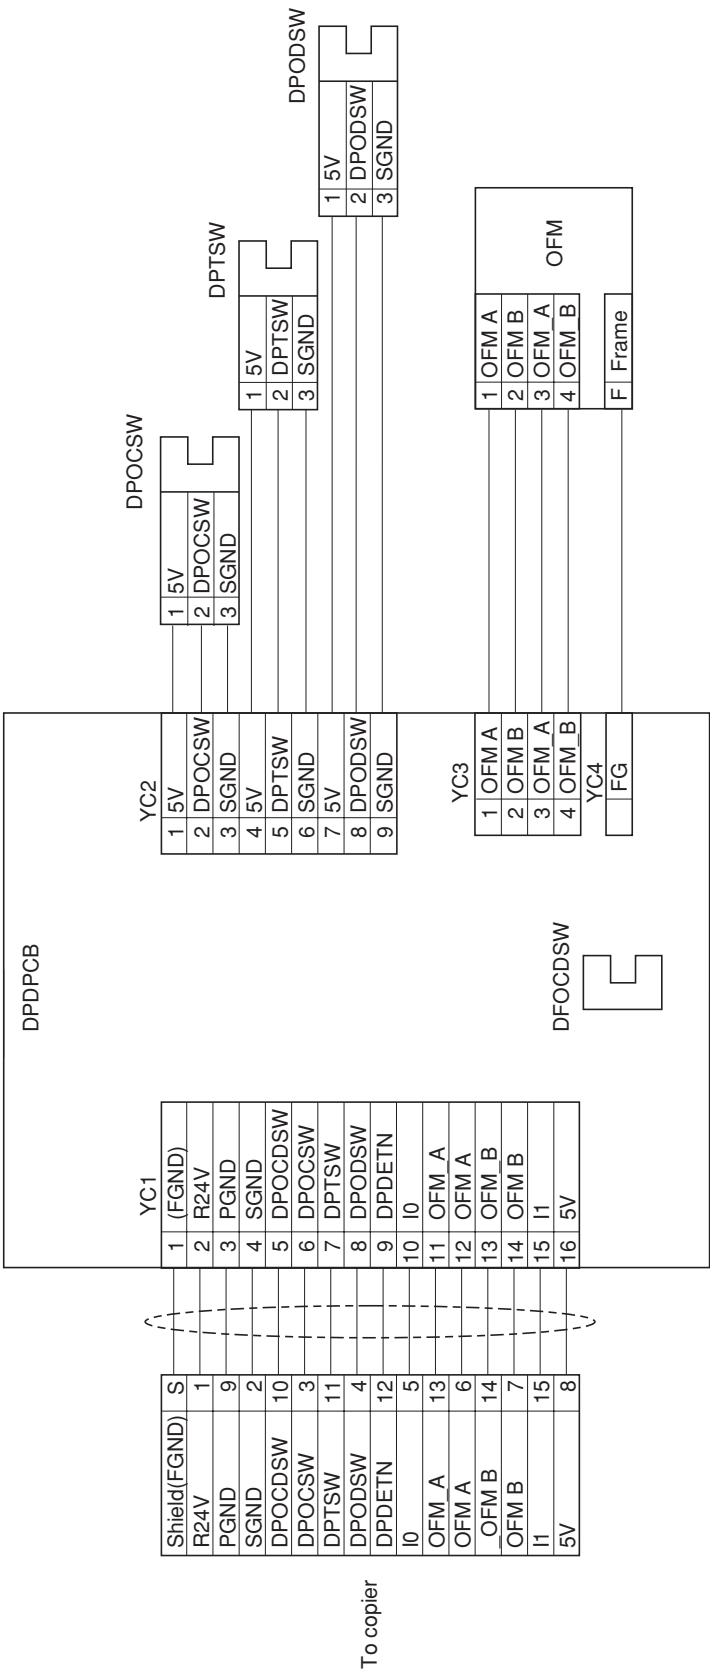 DPDPCB
To copier
Shield(FGND) S
R24V 1
PGND 9
SGND 2
DPOCDSW 10
DPOCSW 3
DPTSW 11
DPODSW 4
DPDETN 12
I0 5
OFM_A 13
OFM A 6
_OFM B 14
OFM B 7
I1 15
5V 8
YC1
1 (FGND)
2 R24V
3 PGND
4 SGND
5 DPOCDSW
6 DPOCSW
7 DPTSW
8 DPODSW
9 DPDETN
10 I0
11 OFM_A
12 OFM A
13 OFM_B
14 OFM B
15 I1
16 5V
DFOCDSW
YC2
1 5V
2 DPOCSW
3 SGND
4 5V
5 DPTSW
6 SGND
7 5V
8 DPODSW
9 SGND
YC3
1 OFM A
2 OFM B
3 OFM_A
4 OFM_B
YC4
FG
DPOCSW
1 5V
2 DPOCSW
3 SGND
DPTSW
1 5V
2 DPTSW
3 SGND
DPODSW
1 5V
2 DPODSW
3 SGND
OFM
1 OFM A
2 OFM B
3 OFM_A
4 OFM_B
F Frame